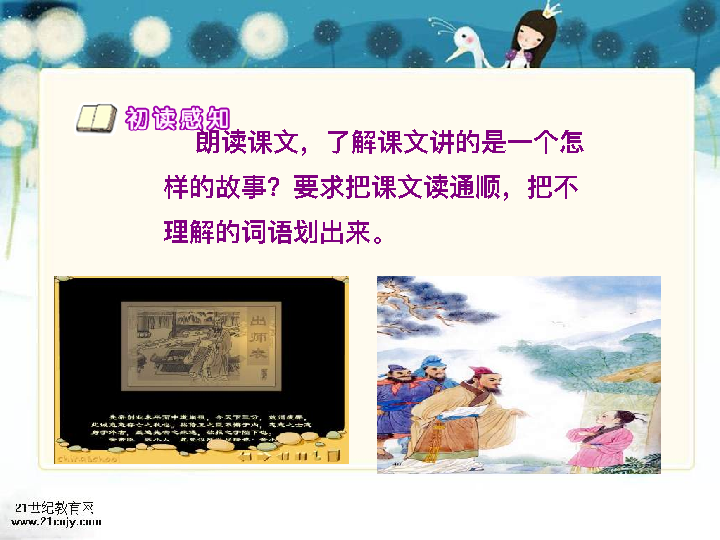 初读感知
朗读课文，了解课文讲的是一个怎
样的故事？要求把课文读通顺，把不
理解的词语划出来。
出师表
21世纪教育网
www.21cnjy.com